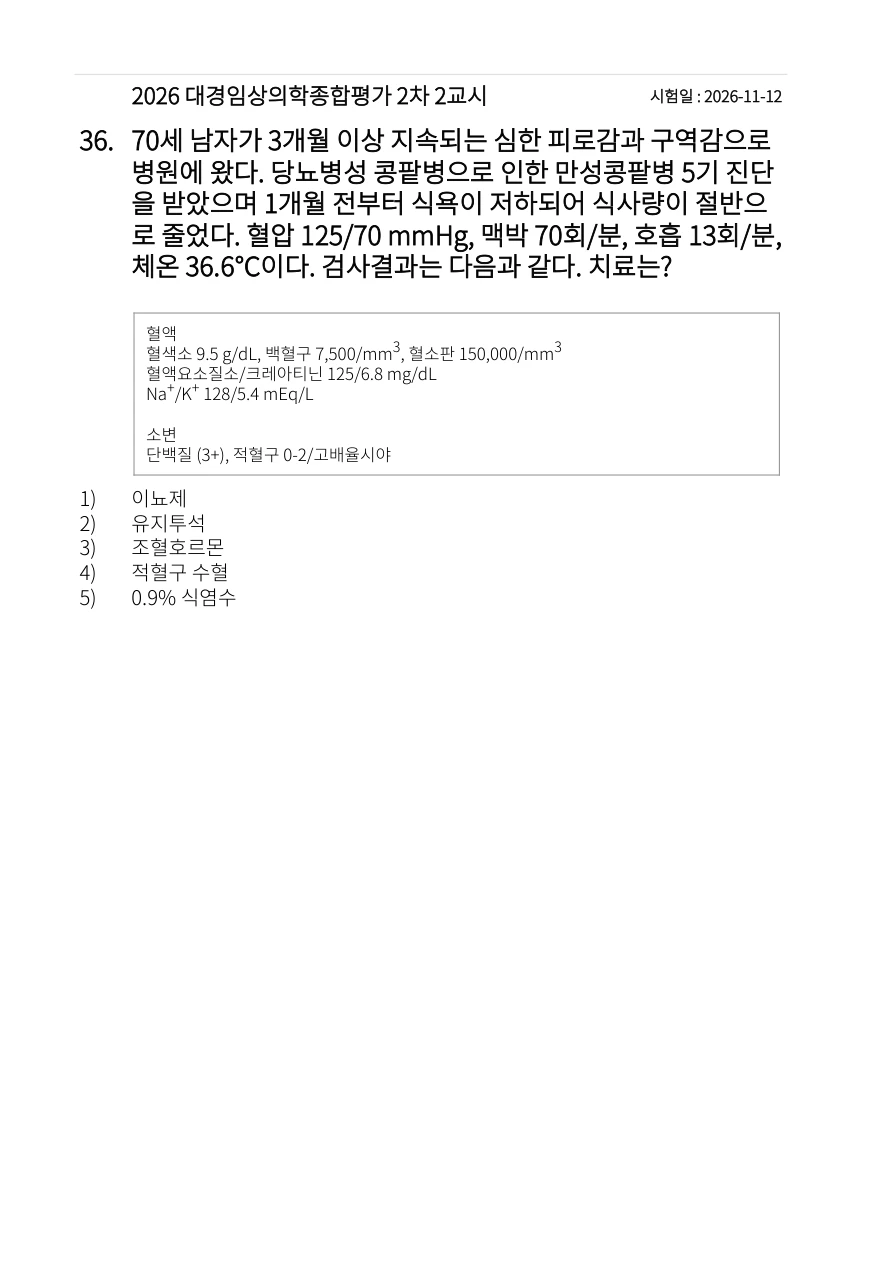 2026 대경임상의학종합평가 2차 2교시 시험일 : 2026-11-12
36. 70세 남자가 3개월 이상 지속되는 심한 피로감과 구역감으로
병원에 왔다. 당뇨병성 콩팥병으로 인한 만성콩팥병 5기 진단
을 받았으며 1개월 전부터 식욕이 저하되어 식사량이 절반으
로 줄었다. 혈압 125/70 mmHg, 맥박 70회/분, 호흡 13회/분,
체온 36.6℃이다. 검사결과는 다음과 같다. 치료는?
혈액
혈색소 9.5 g/dL, 백혈구 7,500/mm³, 혈소판 150,000/mm³
혈액요소질소/크레아티닌 125/6.8 mg/dL
Na⁺/K⁺ 128/5.4 mEq/L
소변
단백질 (3+), 적혈구 0-2/고배율시야
1) 이뇨제
2) 유지투석
3) 조혈호르몬
4) 적혈구 수혈
5) 0.9% 식염수